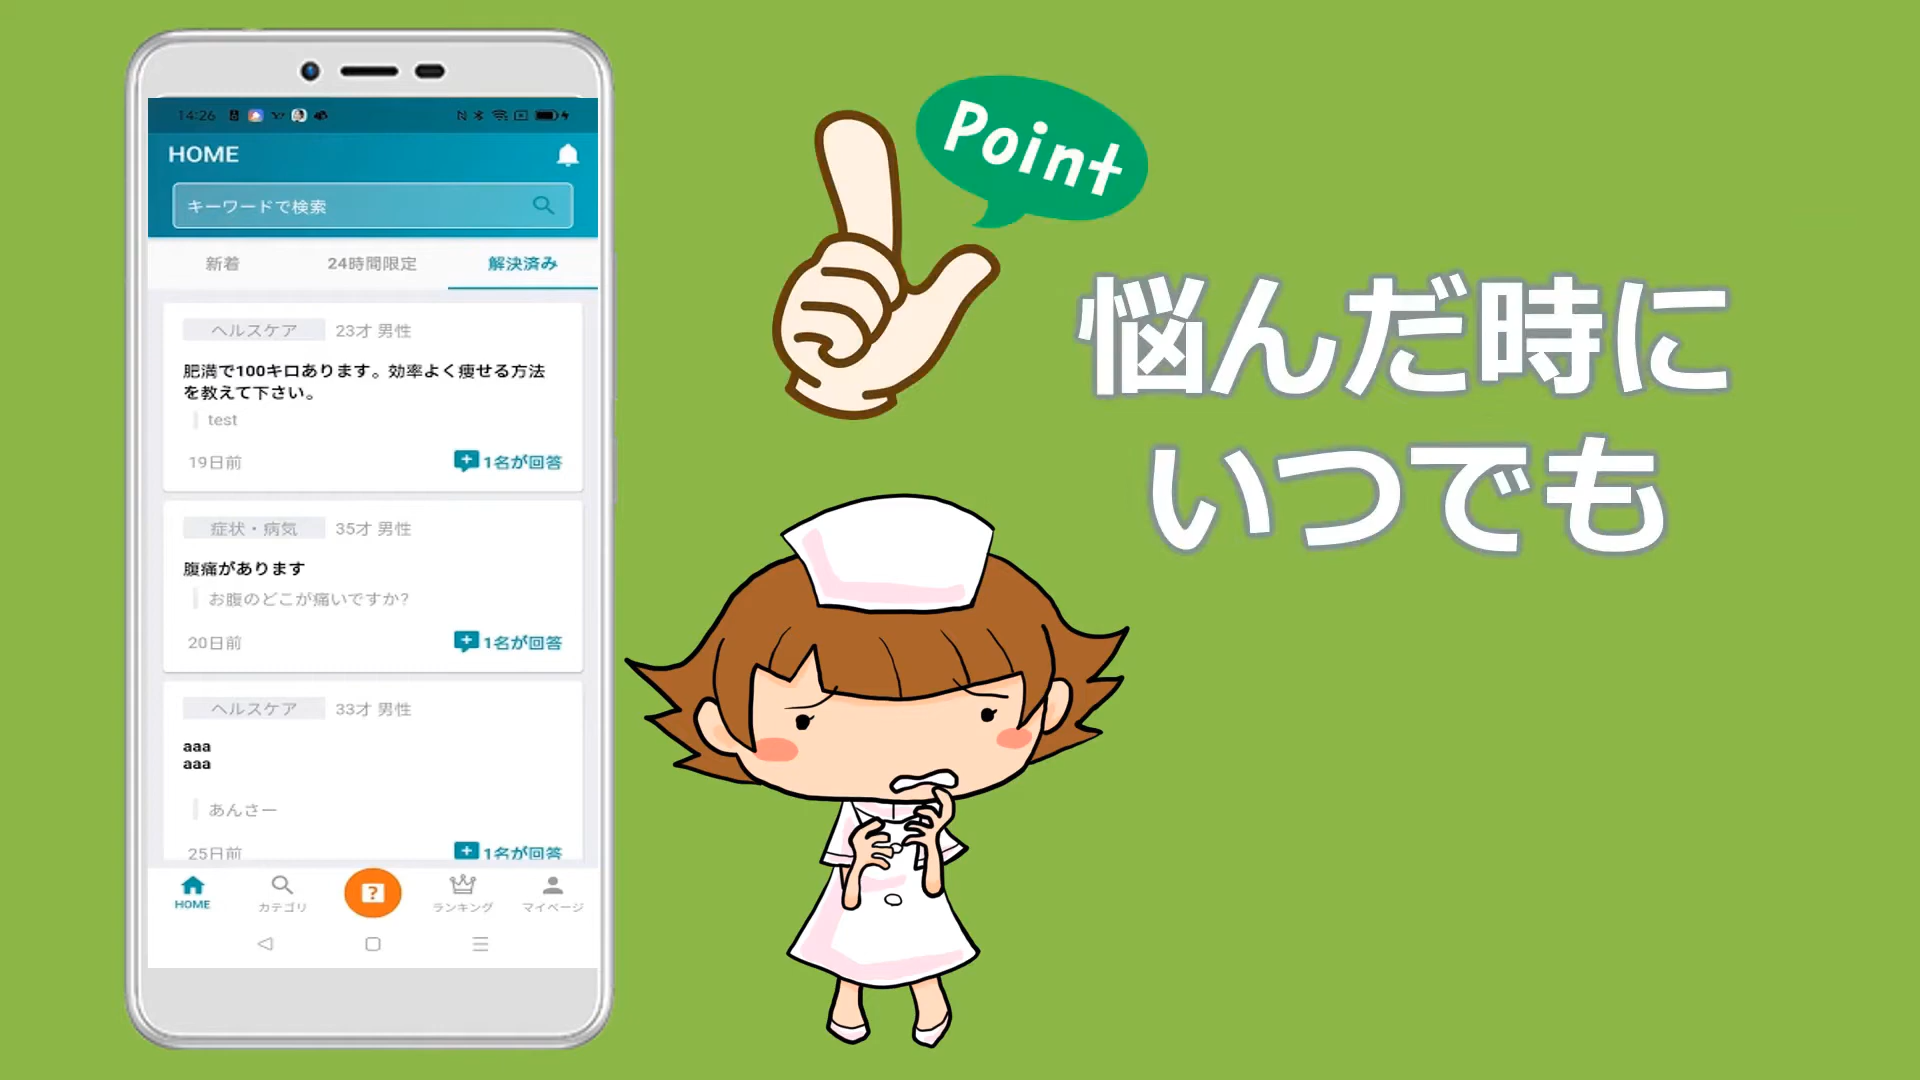 14:26
HOME
キーワードで検索
新着 24時間限定 解決済み
ヘルスケア 23才 男性
肥満で100キロあります。効率よく痩せる方法
を教えて下さい。
test
19日前 1名が回答
症状・病気 35才 男性
腹痛があります
お腹のどこが痛いですか?
20日前 1名が回答
ヘルスケア 33才 男性
aaa
aaa
あんさー
25日前 1名が回答
HOME カテゴリ ? ランキング マイページ
Point
悩んだ時に
いつでも